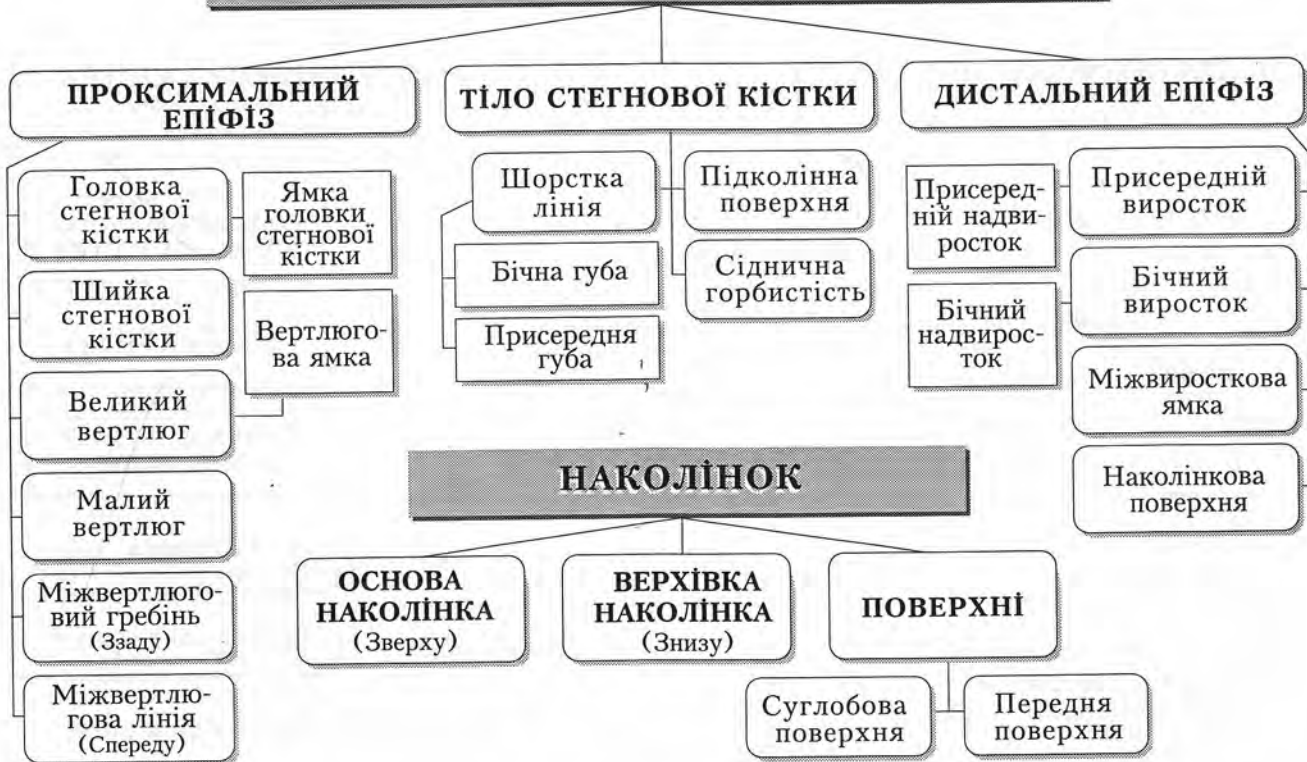 ПРОКСИМАЛЬНИЙ
ЕПІФІЗ
Головка
стегнової
кістки
Ямка
головки
стегнової
кістки
Шийка
стегнової
кістки
Вертлюго-
ва ямка
Великий
вертлюг
Малий
вертлюг
Міжвертлюго-
вий гребінь
(Ззаду)
Міжвертлю-
гова лінія
(Спереду)
ТІЛО СТЕГНОВОЇ КІСТКИ
Шорстка
лінія
Бічна губа
Присередня
губа
Підколінна
поверхня
Сіднична
горбистість
ДИСТАЛЬНИЙ ЕПІФІЗ
Присеред-
ній надви-
росток
Присередній
виросток
Бічний
надвирос-
ток
Бічний
виросток
Міжвиросткова
ямка
Наколінкова
поверхня
НАКОЛІНОК
ОСНОВА
НАКОЛІНКА
(Зверху)
ВЕРХІВКА
НАКОЛІНКА
(Знизу)
ПОВЕРХНІ
Суглобова
поверхня
Передня
поверхня